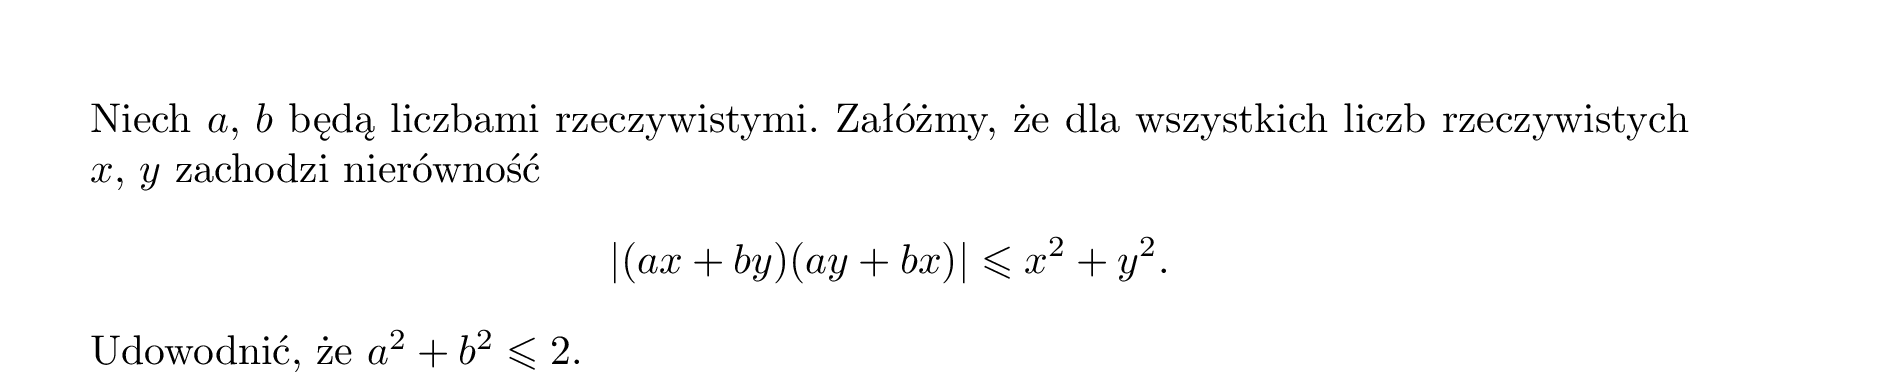 Niech a, b będą liczbami rzeczywistymi. Załóżmy, że dla wszystkich liczb rzeczywistych
x, y zachodzi nierówność
|(ax + by)(ay + bx)| ⩽ x² + y².
Udowodnić, że a² + b² ⩽ 2.